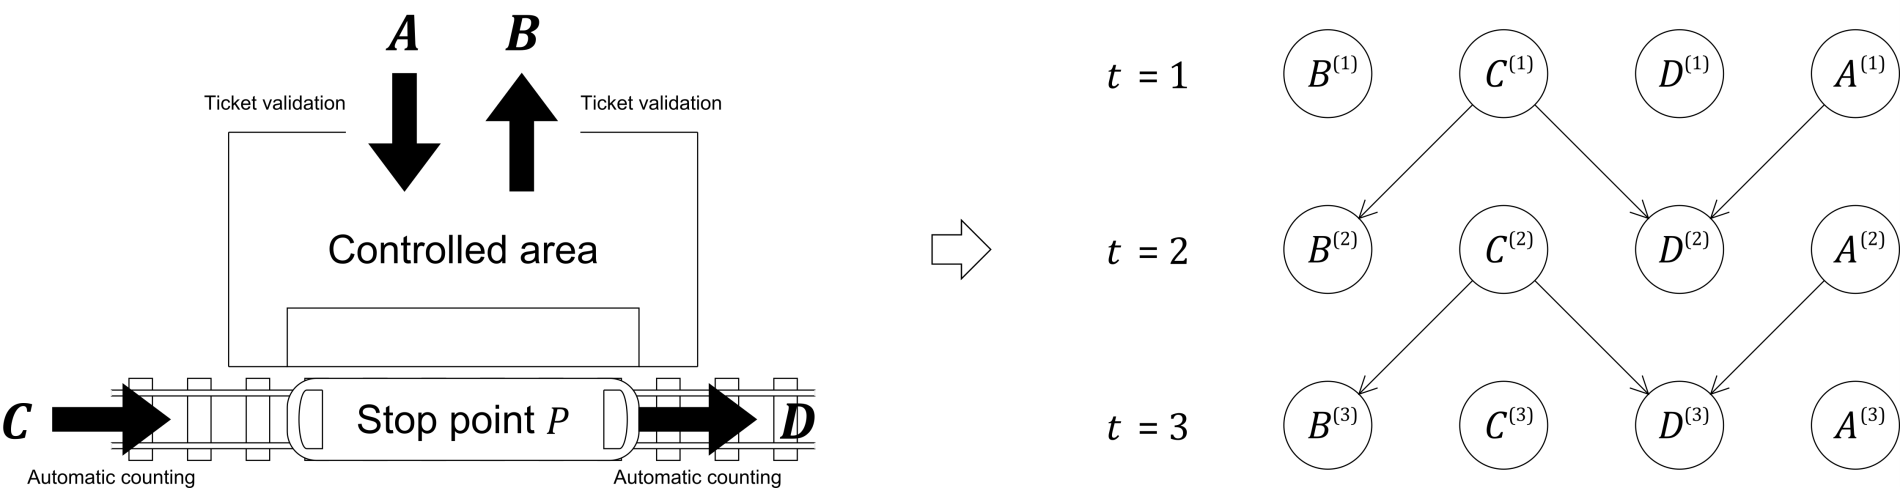 A B
Ticket validation Ticket validation
Controlled area
C Stop point P D
Automatic counting Automatic counting
t = 1 B(1) C(1) D(1) A(1)
t = 2 B(2) C(2) D(2) A(2)
t = 3 B(3) C(3) D(3) A(3)